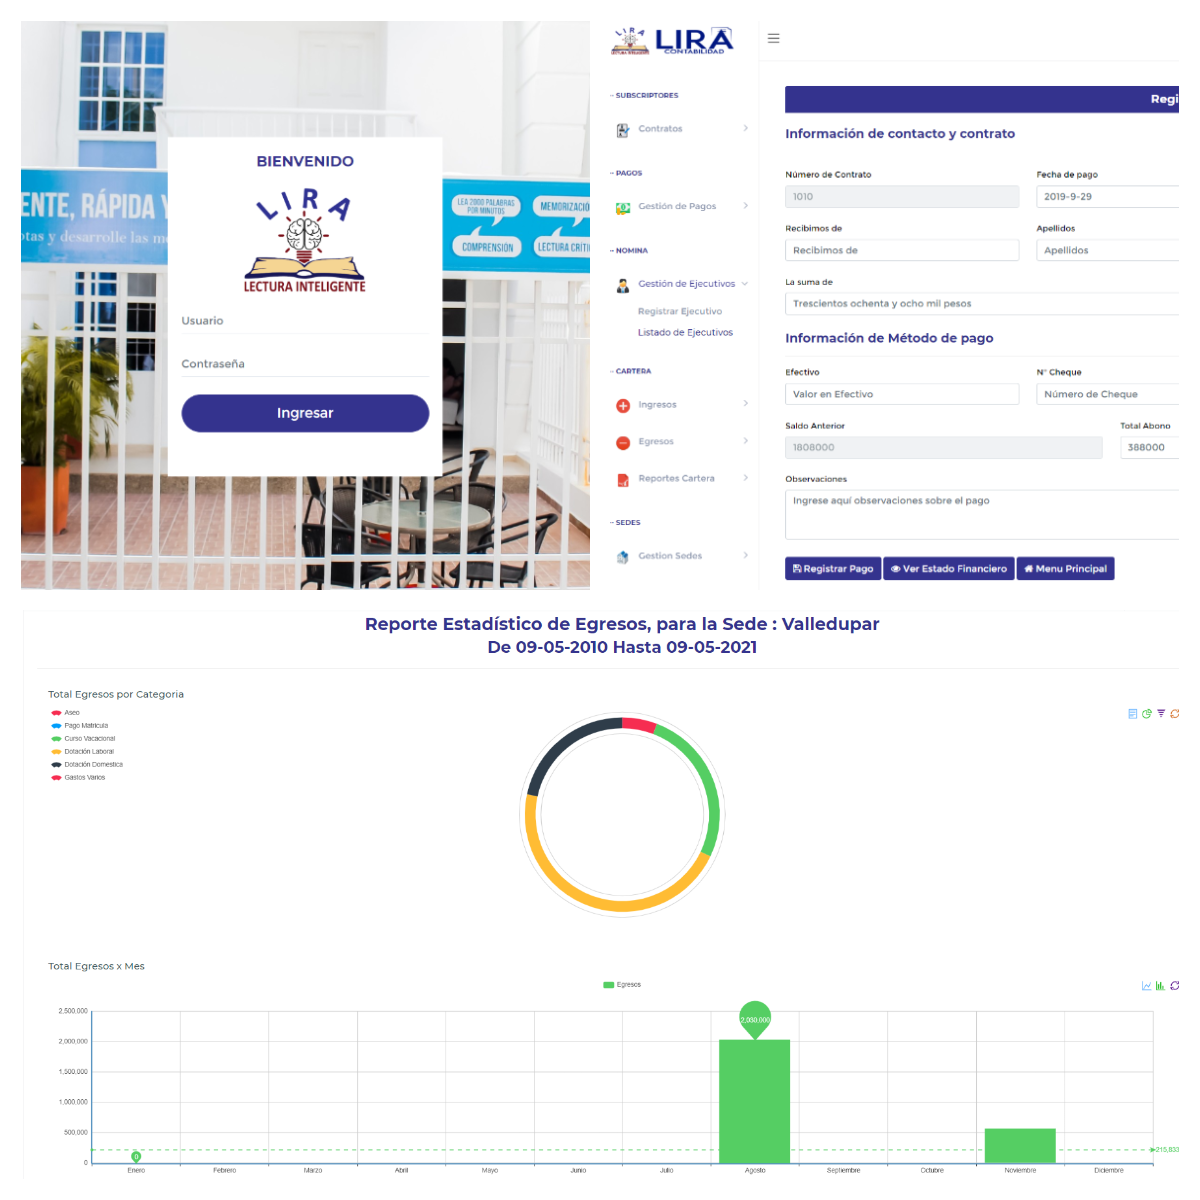 ENTE, RÁPIDA Y
tas y desarrolle las me
BIENVENIDO
LIRA
LECTURA INTELIGENTE
Usuario
Contraseña
Ingresar
LEA 2000 PALABRAS
POR MINUTOS
MEMORIZACIÓ
COMPRENSIÓN
LECTURA CRÍTI
LIRA
LIRA
CONTABILIDAD
-- SUBSCRIPTORES
Contratos
-- PAGOS
Gestión de Pagos
-- NOMINA
Gestión de Ejecutivos
Registrar Ejecutivo
Listado de Ejecutivos
-- CARTERA
Ingresos
Egresos
Reportes Cartera
-- SEDES
Gestion Sedes
Regi
Información de contacto y contrato
Número de Contrato
Fecha de pago
1010
2019-9-29
Recibimos de
Apellidos
Recibimos de
Apellidos
La suma de
Trescientos ochenta y ocho mil pesos
Información de Método de pago
Efectivo
N° Cheque
Valor en Efectivo
Número de Cheque
Saldo Anterior
Total Abono
1808000
388000
Observaciones
Ingrese aquí observaciones sobre el pago
Registrar Pago
Ver Estado Financiero
Menu Principal
Reporte Estadístico de Egresos, para la Sede : Valledupar
De 09-05-2010 Hasta 09-05-2021
Total Egresos por Categoria
Aseo
Pago Matricula
Curso Vacacional
Dotación Laboral
Dotación Domestica
Gastos Varios
Total Egresos x Mes
Egresos
2,500,000
2,000,000
1,500,000
1,000,000
500,000
0
2,030,000
0
215,833
Enero
Febrero
Marzo
Abril
Mayo
Junio
Julio
Agosto
Septiembre
Octubre
Noviembre
Diciembre